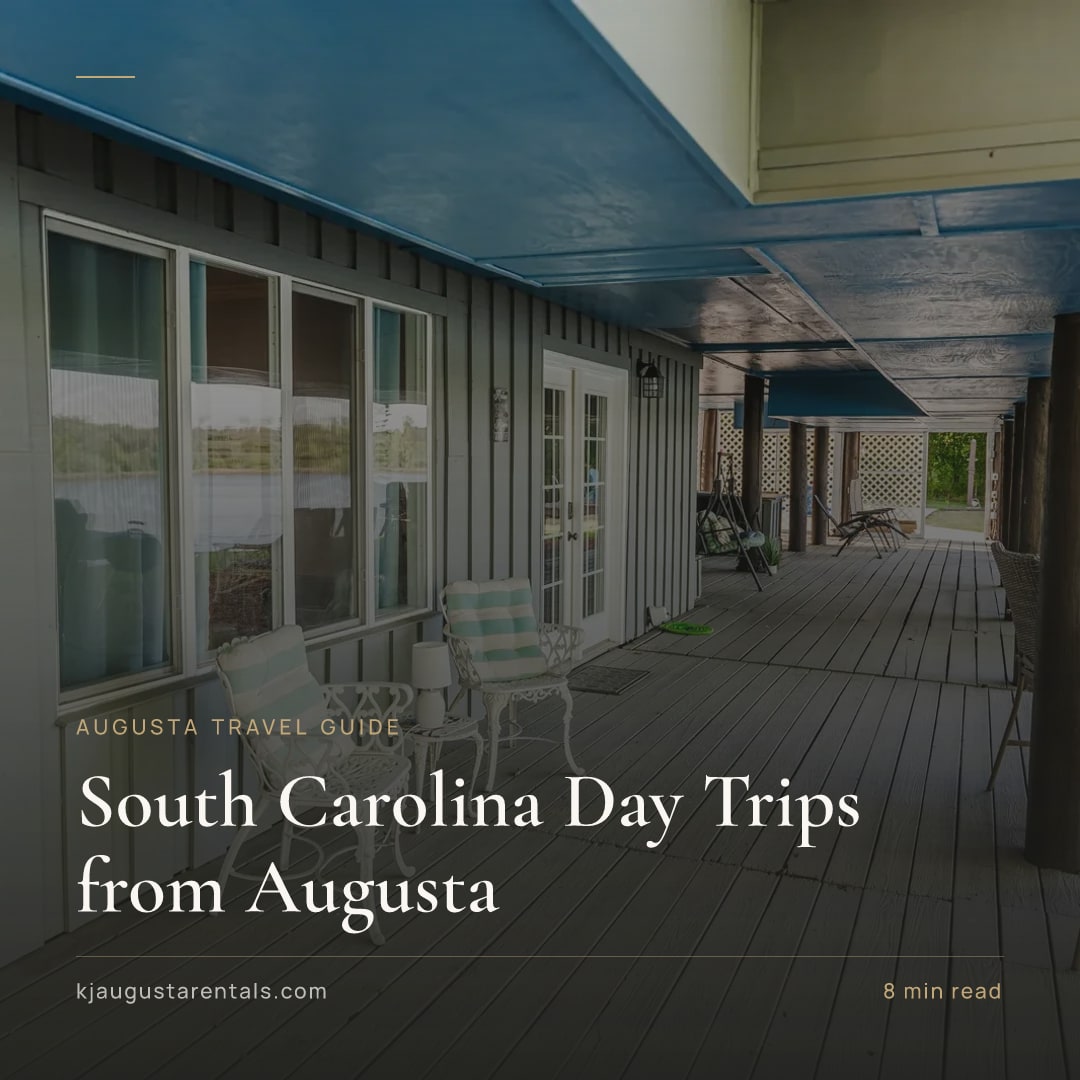 AUGUSTA TRAVEL GUIDE
South Carolina Day Trips
from Augusta
kjaugustarentals.com
8 min read